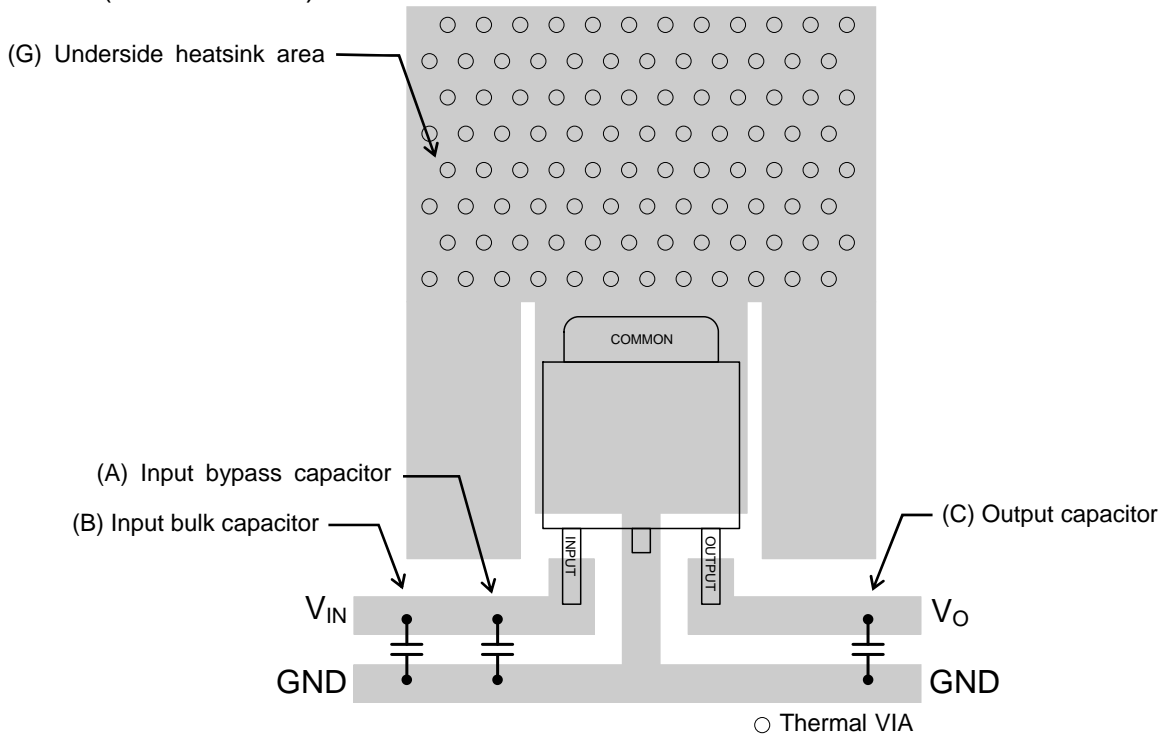 (G) Underside heatsink area
COMMON
(A) Input bypass capacitor
(B) Input bulk capacitor
(C) Output capacitor
INPUT
OUTPUT
VIN
VO
GND
GND
Thermal VIA